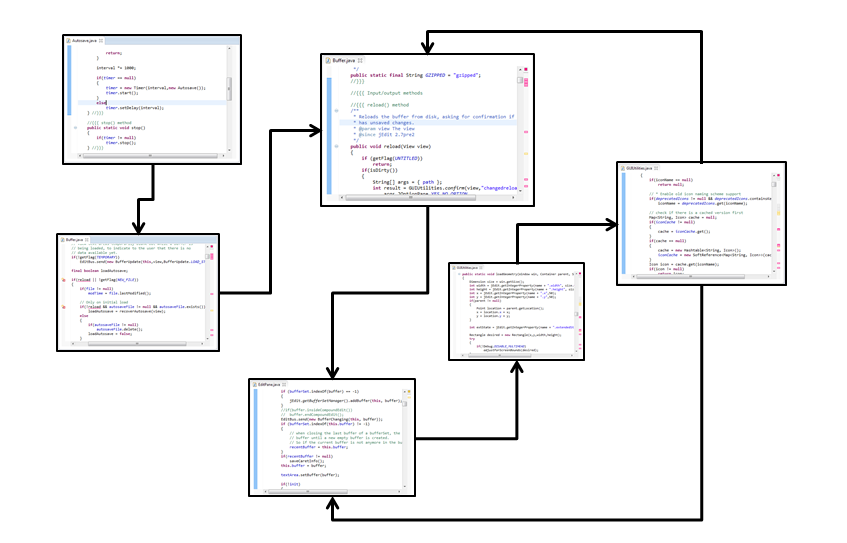 Autosave.java
return;
}
interval *= 1000;
if(timer == null)
{
timer = new Timer(interval,new Autosave());
timer.start();
}
else
timer.setDelay(interval);
} //}}}
//{{{ stop() method
public static void stop()
{
if(timer != null)
timer.stop();
} //}}}
Buffer.java
*/
public static final String GZIPPED = "gzipped";
//}}}
//{{{ Input/output methods
//{{{ reload() method
/**
* Reloads the buffer from disk, asking for confirmation if
* has unsaved changes.
* @param view The view
* @since jEdit 2.7pre2
*/
public void reload(View view)
{
if (getFlag(UNTITLED))
return;
if(isDirty())
{
String[] args = { path };
int result = GUIUtilities.confirm(view,"changedreloa
GUIUtilities.java
{
if(iconName == null)
return null;
// * Enable old icon naming scheme support
if(deprecatedIcons != null && deprecatedIcons.containsKe
iconName = deprecatedIcons.get(iconName);
// check if there is a cached version first
Map<String, Icon> cache = null;
if(iconCache != null)
{
cache = iconCache.get();
}
if(cache == null)
{
cache = new Hashtable<String, Icon>();
iconCache = new SoftReference<Map<String, Icon>>(cac
}
Icon icon = cache.get(iconName);
if(icon != null)
Buffer.java
// being loaded, to indicate to the user that there is no
// data available yet.
if(!getFlag(TEMPORARY))
EditBus.send(new BufferUpdate(this,view,BufferUpdate.LOAD_ST
final boolean loadAutosave;
if(reload || !getFlag(NEW_FILE))
{
if(file != null)
modTime = file.lastModified();
// Only on initial load
if(!reload && autosaveFile != null && autosaveFile.exists())
loadAutosave = recoverAutosave(view);
else
{
if(autosaveFile != null)
autosaveFile.delete();
loadAutosave = false;
}
public static void loadGeometry(Window win, Container parent, S
{
Dimension size = win.getSize();
int width = jEdit.getIntegerProperty(name + ".width", size.
int height = jEdit.getIntegerProperty(name + ".height", siz
int x = jEdit.getIntegerProperty(name + ".x",50);
int y = jEdit.getIntegerProperty(name + ".y",50);
if(parent != null)
{
Point location = parent.getLocation();
x = location.x + x;
y = location.y + y;
}
int extState = jEdit.getIntegerProperty(name + ".extendedSt
Rectangle desired = new Rectangle(x,y,width,height);
try
{
if(!Debug.DISABLE_MULTIHEAD)
adjustForScreenBounds(desired);
EditPane.java
if (bufferSet.indexOf(buffer) == -1)
{
jEdit.getBufferSetManager().addBuffer(this, buffer);
}
//if(buffer.insideCompoundEdit())
// buffer.endCompoundEdit();
EditBus.send(new BufferChanging(this, buffer));
if (bufferSet.indexOf(this.buffer) != -1)
{
// when closing the last buffer of a bufferSet, the
// buffer until a new empty buffer is created.
// So if the current buffer is not anymore in the bu
recentBuffer = this.buffer;
}
if(recentBuffer != null)
saveCaretInfo();
this.buffer = buffer;
textArea.setBuffer(buffer);
if(!init)